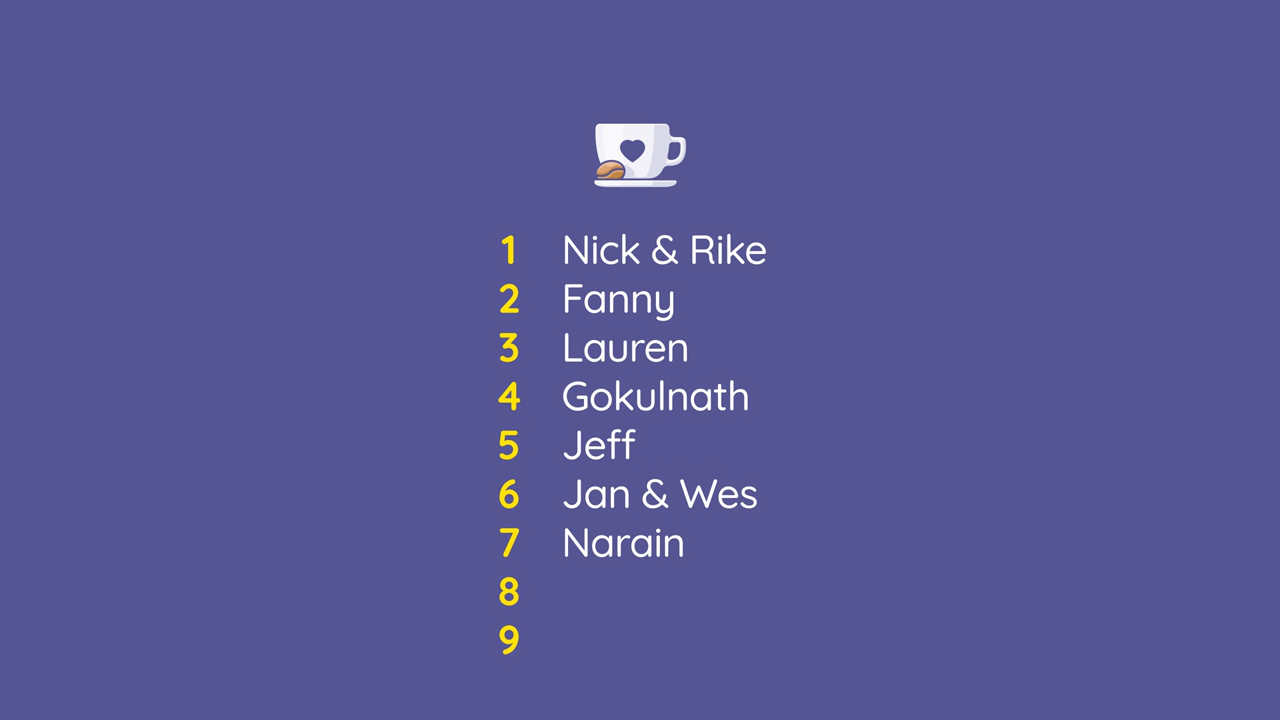 1 Nick & Rike
2 Fanny
3 Lauren
4 Gokulnath
5 Jeff
6 Jan & Wes
7 Narain
8
9